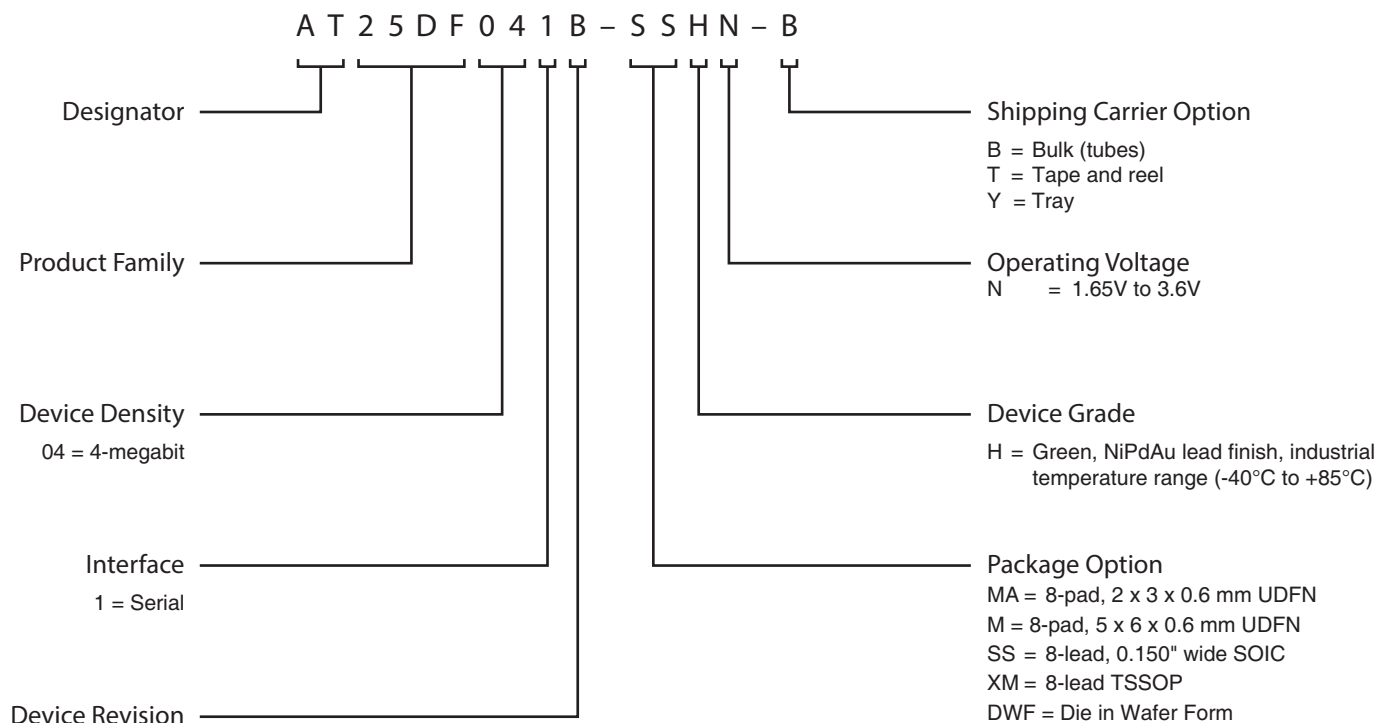 A T 2 5 D F 0 4 1 B – S S H N – B
Designator
Product Family
Device Density
04 = 4-megabit
Interface
1 = Serial
Device Revision
Shipping Carrier Option
B = Bulk (tubes)
T = Tape and reel
Y = Tray
Operating Voltage
N = 1.65V to 3.6V
Device Grade
H = Green, NiPdAu lead finish, industrial
temperature range (-40°C to +85°C)
Package Option
MA = 8-pad, 2 x 3 x 0.6 mm UDFN
M = 8-pad, 5 x 6 x 0.6 mm UDFN
SS = 8-lead, 0.150" wide SOIC
XM = 8-lead TSSOP
DWF = Die in Wafer Form